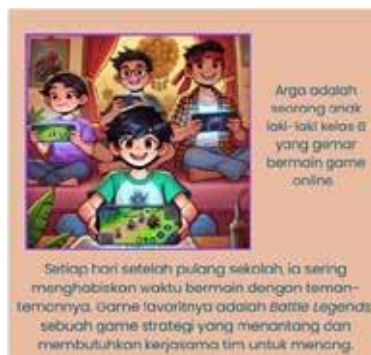 Arga adalah
seorang anak
laki-laki kelas 8
yang gemar
bermain game
online.
Setiap hari setelah pulang sekolah, ia sering
menghabiskan waktu bermain dengan teman-
temannya. Game favoritnya adalah Battle Legends,
sebuah game strategi yang menantang dan
membutuhkan kerjasama tim untuk menang.